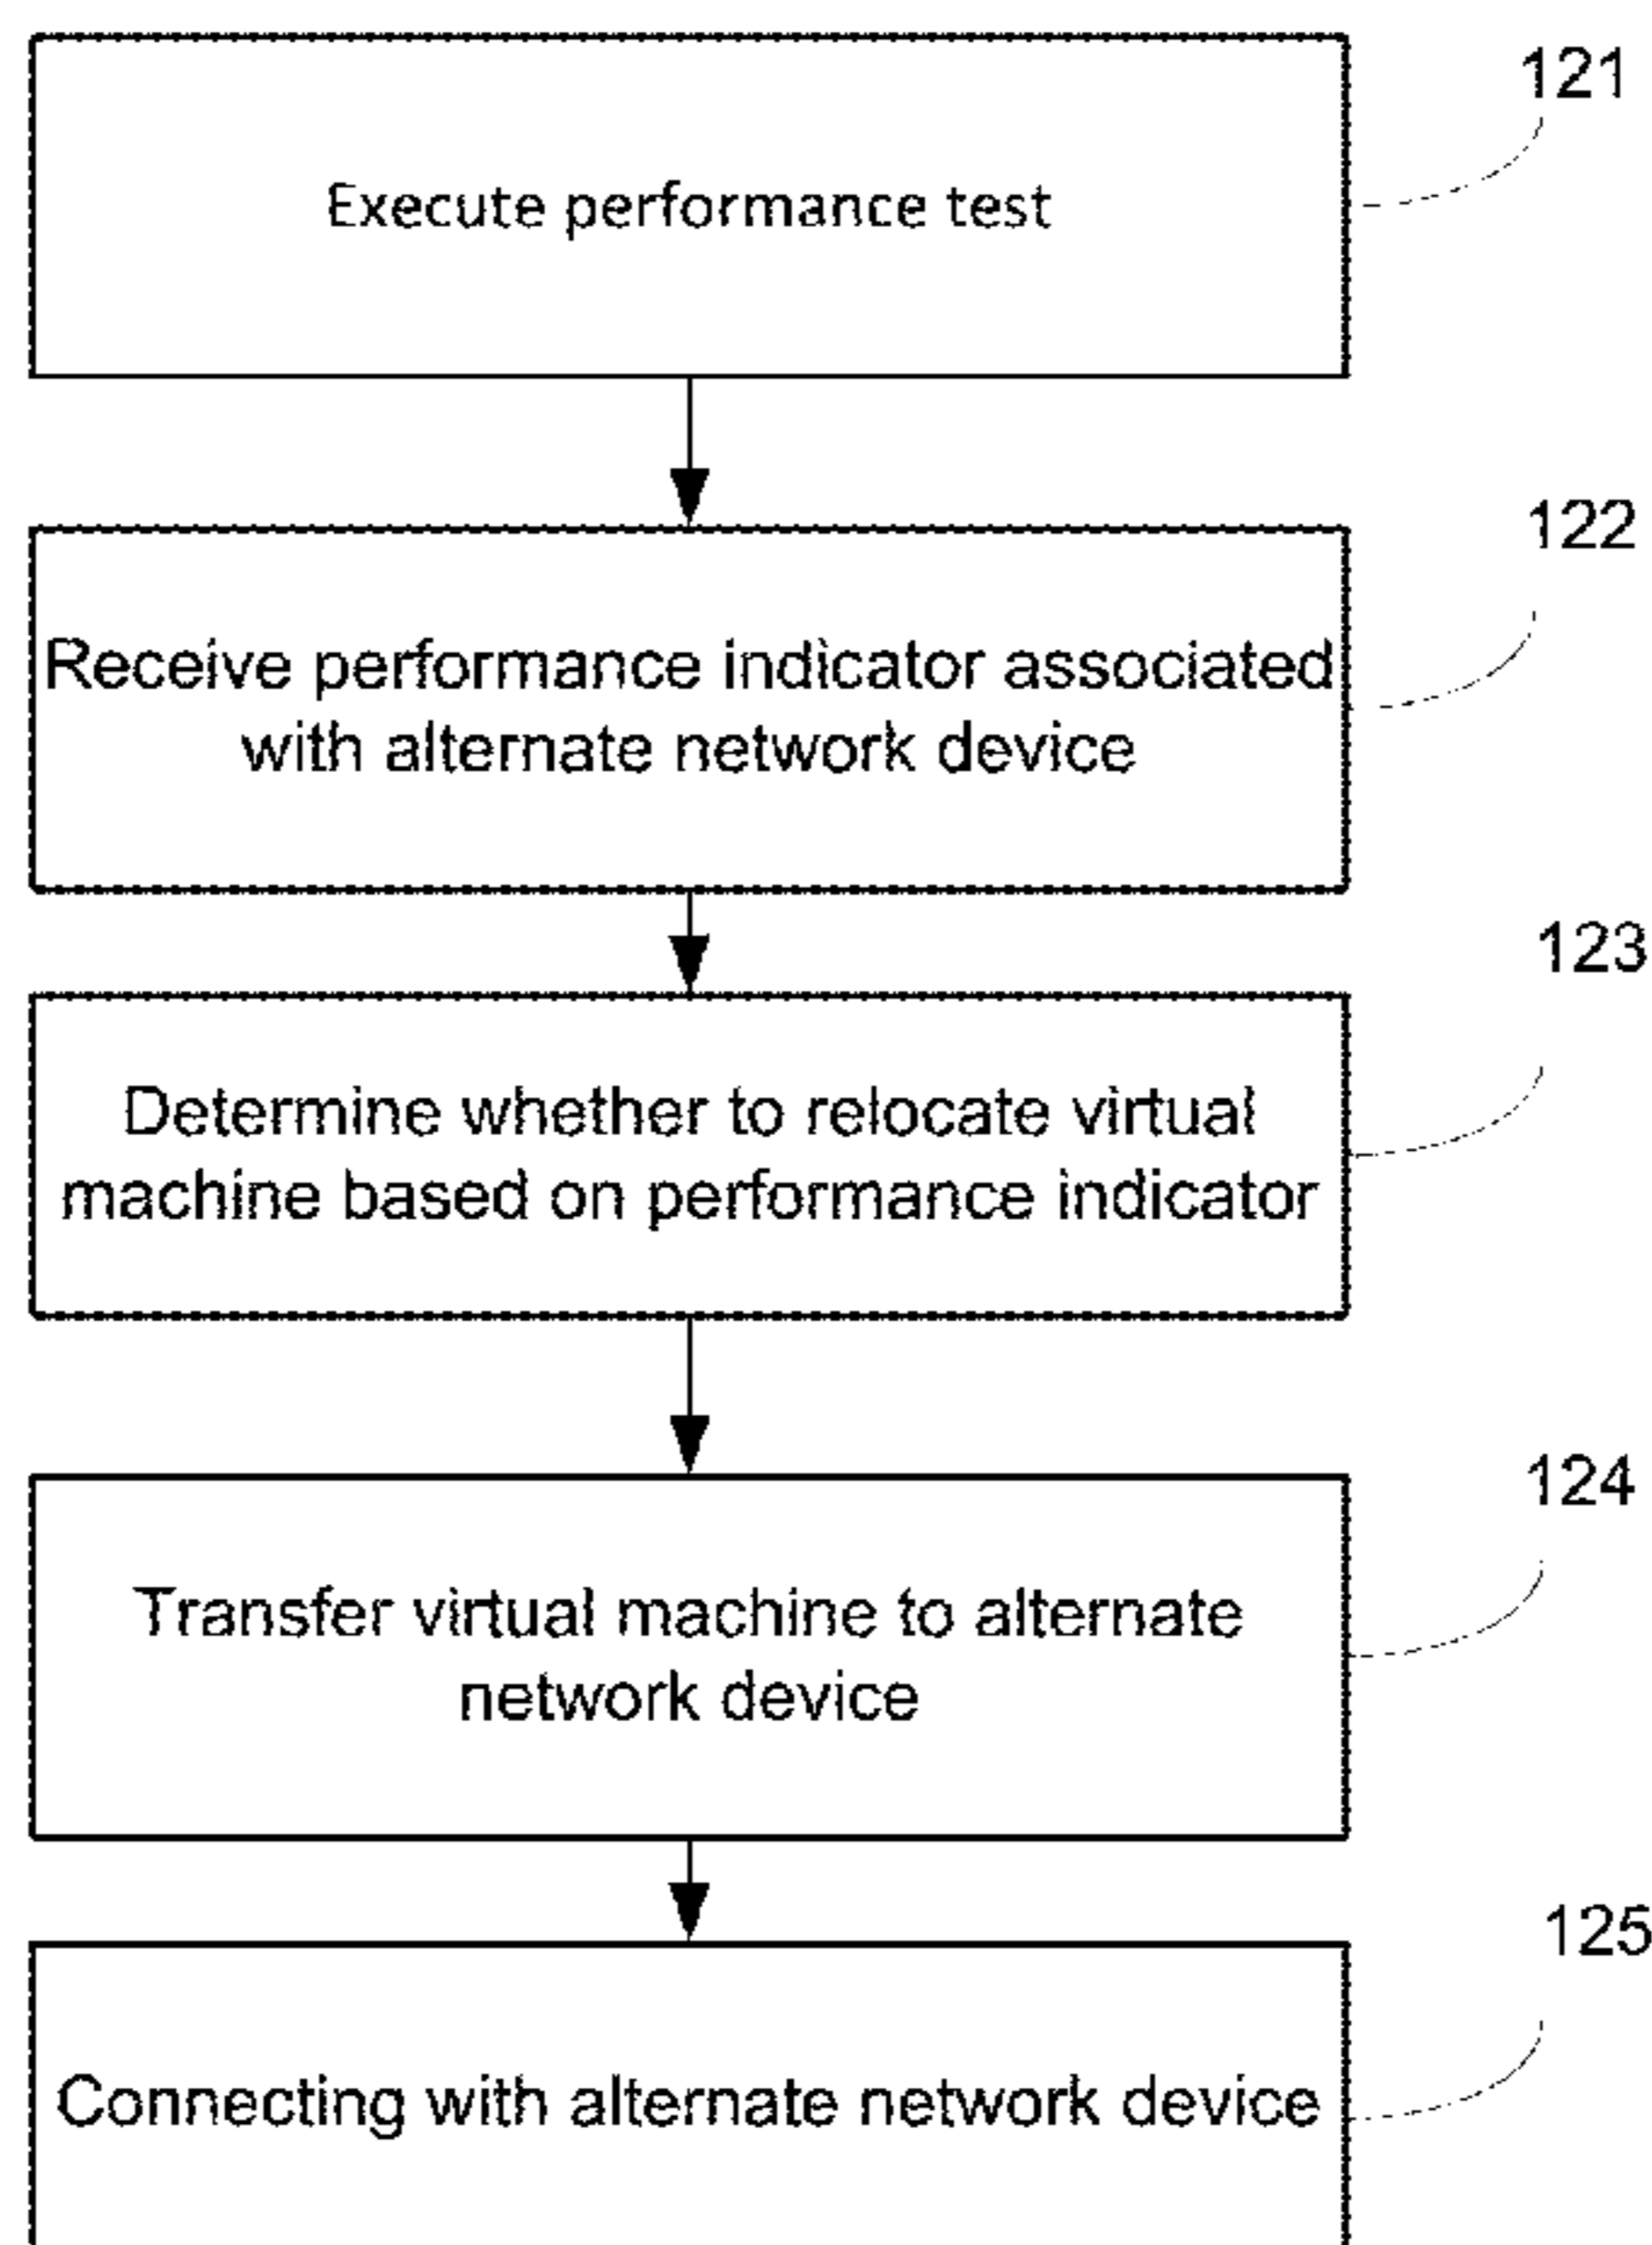 121
Execute performance test
122
Receive performance indicator associated
with alternate network device
123
Determine whether to relocate virtual
machine based on performance indicator
124
Transfer virtual machine to alternate
network device
125
Connecting with alternate network device